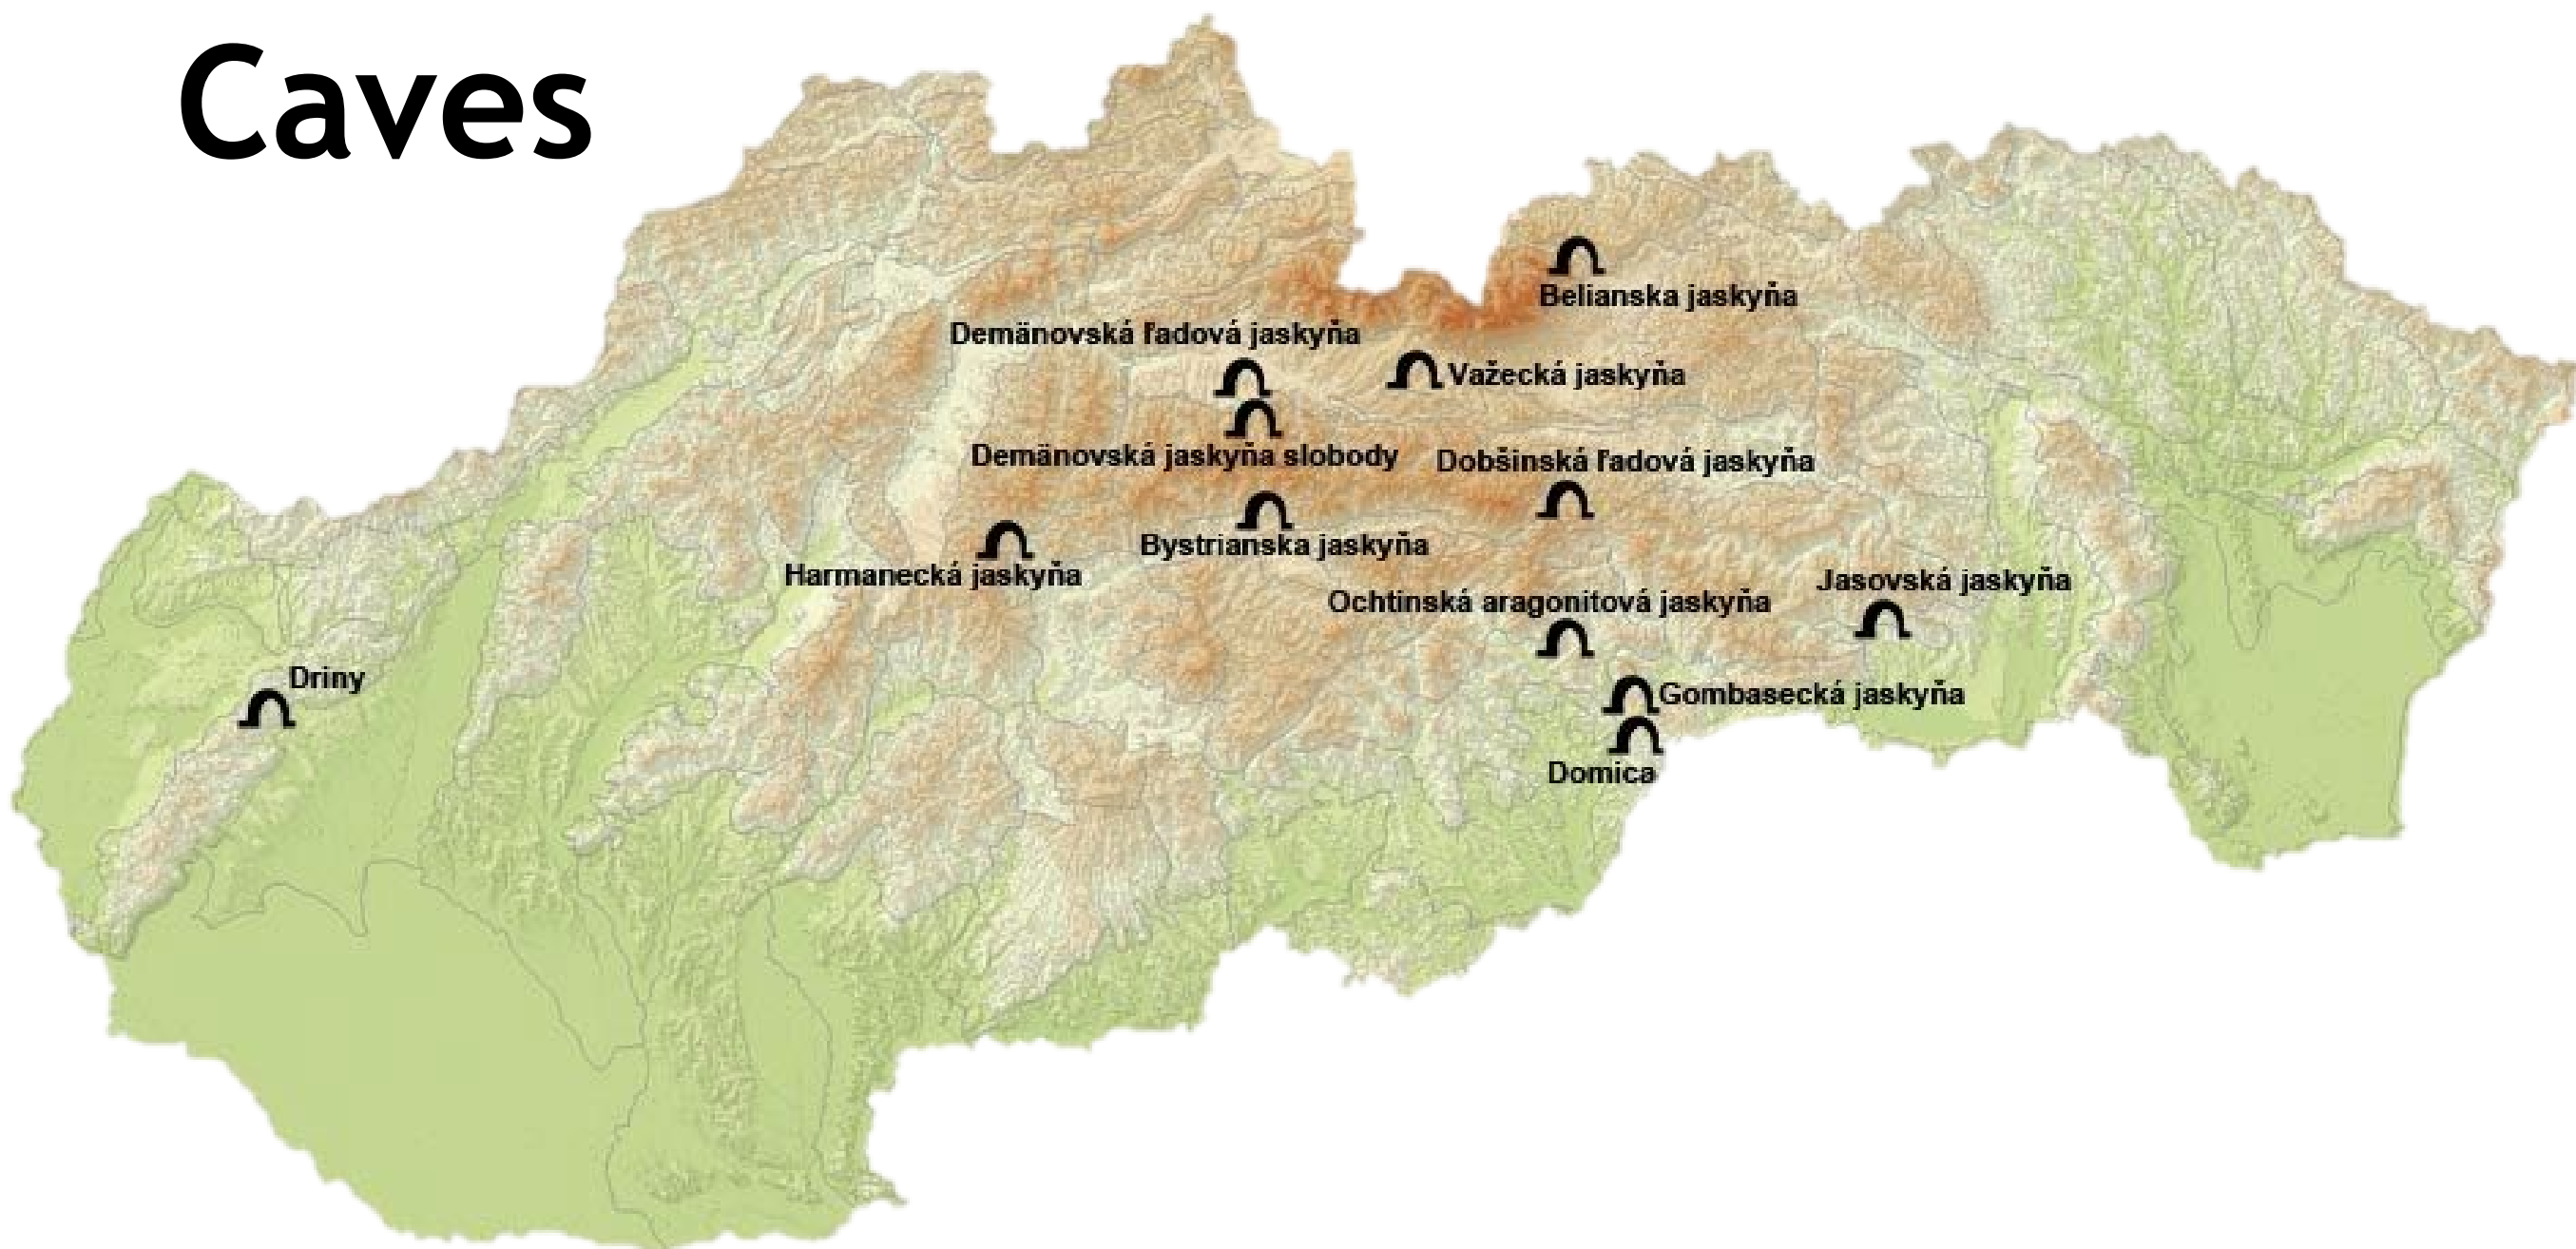 Caves
Belianska jaskyňa
Demänovská ľadová jaskyňa
Važecká jaskyňa
Demänovská jaskyňa slobody
Dobšinská ľadová jaskyňa
Bystrianska jaskyňa
Harmanecká jaskyňa
Jasovská jaskyňa
Ochtinská aragonitová jaskyňa
Driny
Gombasecká jaskyňa
Domica